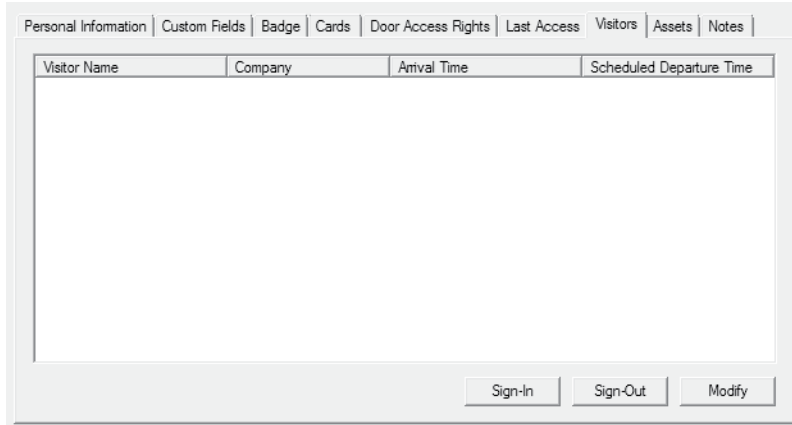 Personal Information Custom Fields Badge Cards Door Access Rights Last Access Visitors Assets Notes
Visitor Name Company Arrival Time Scheduled Departure Time
Sign-In Sign-Out Modify